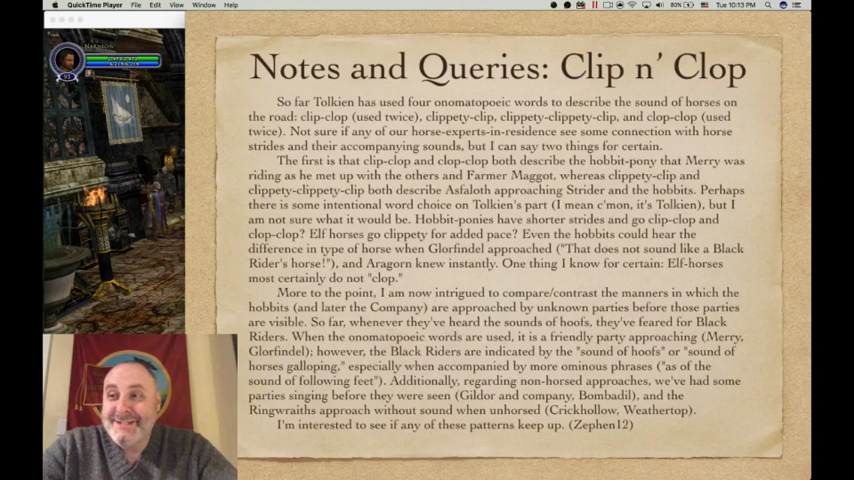 QuickTime Player File Edit View Window Help
80%
Tue 10:13 PM
NARNION
95
Notes and Queries: Clip n' Clop
So far Tolkien has used four onomatopoeic words to describe the sound of horses on
the road: clip-clop (used twice), clippety-clip, clippety-clippety-clip, and clop-clop (used
twice). Not sure if any of our horse-experts-in-residence see some connection with horse
strides and their accompanying sounds, but I can say two things for certain.
The first is that clip-clop and clop-clop both describe the hobbit-pony that Merry was
riding as he met up with the others and Farmer Maggot, whereas clippety-clip and
clippety-clippety-clip both describe Asfaloth approaching Strider and the hobbits. Perhaps
there is some intentional word choice on Tolkien's part (I mean c'mon, it's Tolkien), but I
am not sure what it would be. Hobbit-ponies have shorter strides and go clip-clop and
clop-clop? Elf horses go clippety for added pace? Even the hobbits could hear the
difference in type of horse when Glorfindel approached ("That does not sound like a Black
Rider's horse!"), and Aragorn knew instantly. One thing I know for certain: Elf-horses
most certainly do not "clop."
More to the point, I am now intrigued to compare/contrast the manners in which the
hobbits (and later the Company) are approached by unknown parties before those parties
are visible. So far, whenever they've heard the sounds of hoofs, they've feared for Black
Riders. When the onomatopoeic words are used, it is a friendly party approaching (Merry,
Glorfindel); however, the Black Riders are indicated by the "sound of hoofs" or "sound of
horses galloping," especially when accompanied by more ominous phrases ("as of the
sound of following feet"). Additionally, regarding non-horsed approaches, we've had some
parties singing before they were seen (Gildor and company, Bombadil), and the
Ringwraiths approach without sound when unhorsed (Crickhollow, Weathertop).
I'm interested to see if any of these patterns keep up. (Zephen12)